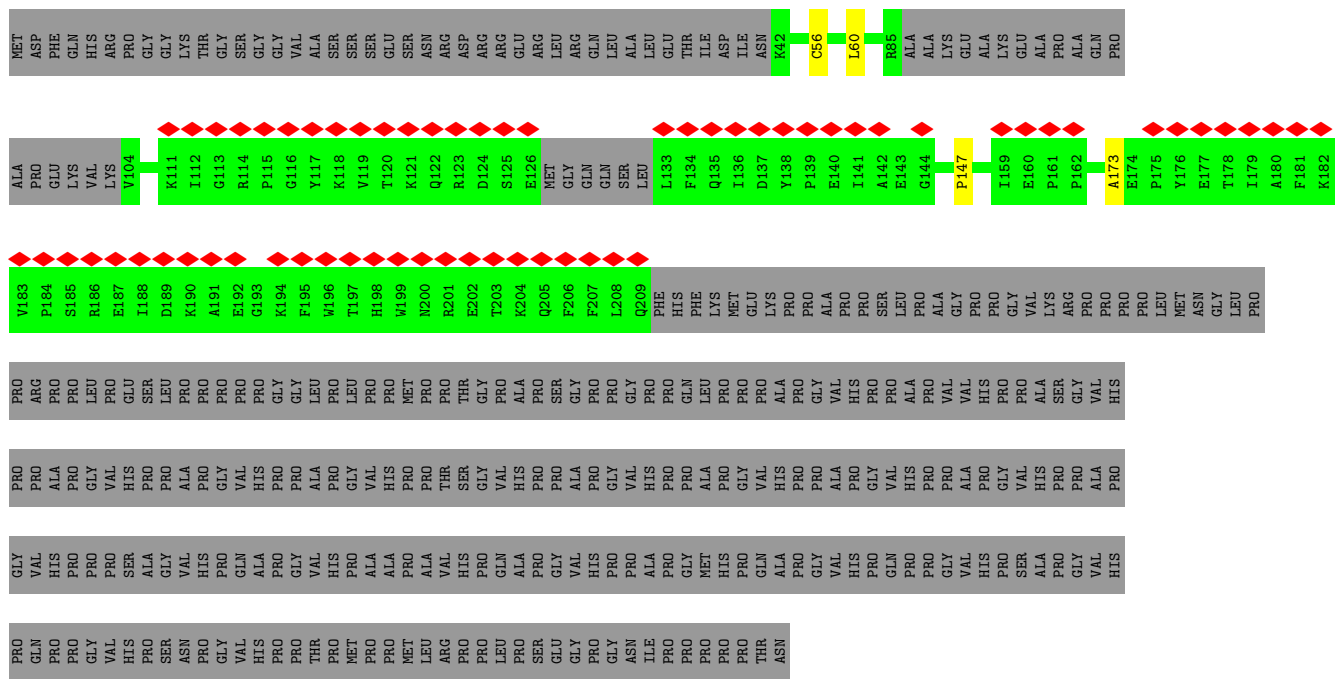 MET ASP PHE GLN HIS ARG PRO GLY GLY LYS THR GLY SER GLY GLY VAL ALA SER SER SER GLU SER ASN ARG ASP ARG ARG GLU ARG LEU ARG GLN LEU ALA LEU GLU THR ILE ASP ILE ASN K42 C56 L60 R85 ALA ALA LYS GLU ALA LYS GLU ALA PRO ALA GLN PRO
ALA PRO GLU LYS VAL LYS V104 K111 I112 G113 R114 P115 G116 Y117 K118 V119 T120 K121 Q122 R123 D124 S125 E126 MET GLY GLN GLN SER LEU L133 F134 Q135 I136 D137 Y138 P139 E140 I141 A142 E143 G144 P147 I159 E160 P161 P162 A173 E174 P175 Y176 E177 T178 I179 A180 F181 K182
V183 P184 S185 R186 E187 I188 D189 K190 A191 E192 G193 K194 F195 W196 T197 H198 W199 N200 R201 E202 T203 K204 Q205 F206 F207 L208 Q209 PHE HIS PHE LYS MET GLU LYS PRO PRO ALA PRO PRO SER LEU PRO ALA GLY PRO PRO GLY VAL LYS ARG PRO PRO PRO PRO LEU MET ASN GLY LEU PRO
PRO ARG PRO PRO LEU PRO GLU SER LEU PRO PRO PRO PRO PRO GLY GLY LEU PRO LEU PRO PRO MET PRO PRO THR GLY PRO ALA PRO SER GLY PRO PRO GLY PRO PRO GLN LEU PRO PRO PRO ALA PRO GLY VAL HIS PRO PRO ALA PRO VAL VAL HIS PRO PRO ALA SER GLY VAL HIS
PRO PRO ALA PRO GLY VAL HIS PRO PRO ALA PRO GLY VAL HIS PRO PRO ALA PRO GLY VAL HIS PRO PRO THR SER GLY VAL HIS PRO PRO ALA PRO GLY VAL HIS PRO PRO ALA PRO GLY VAL HIS PRO PRO ALA PRO GLY VAL HIS PRO PRO ALA PRO GLY VAL HIS PRO PRO ALA PRO
GLY VAL HIS PRO PRO PRO SER ALA GLY VAL HIS PRO GLN ALA PRO GLY VAL HIS PRO ALA ALA PRO ALA VAL HIS PRO GLN ALA PRO GLY VAL HIS PRO PRO ALA PRO GLY MET HIS PRO GLN ALA PRO GLY VAL HIS PRO GLN PRO PRO GLY VAL HIS PRO SER ALA PRO GLY VAL HIS
PRO GLN PRO PRO GLY VAL HIS PRO SER ASN PRO GLY VAL HIS PRO PRO THR PRO MET PRO PRO MET LEU ARG PRO PRO LEU PRO SER GLU GLY PRO GLY ASN ILE PRO PRO PRO PRO PRO THR ASN